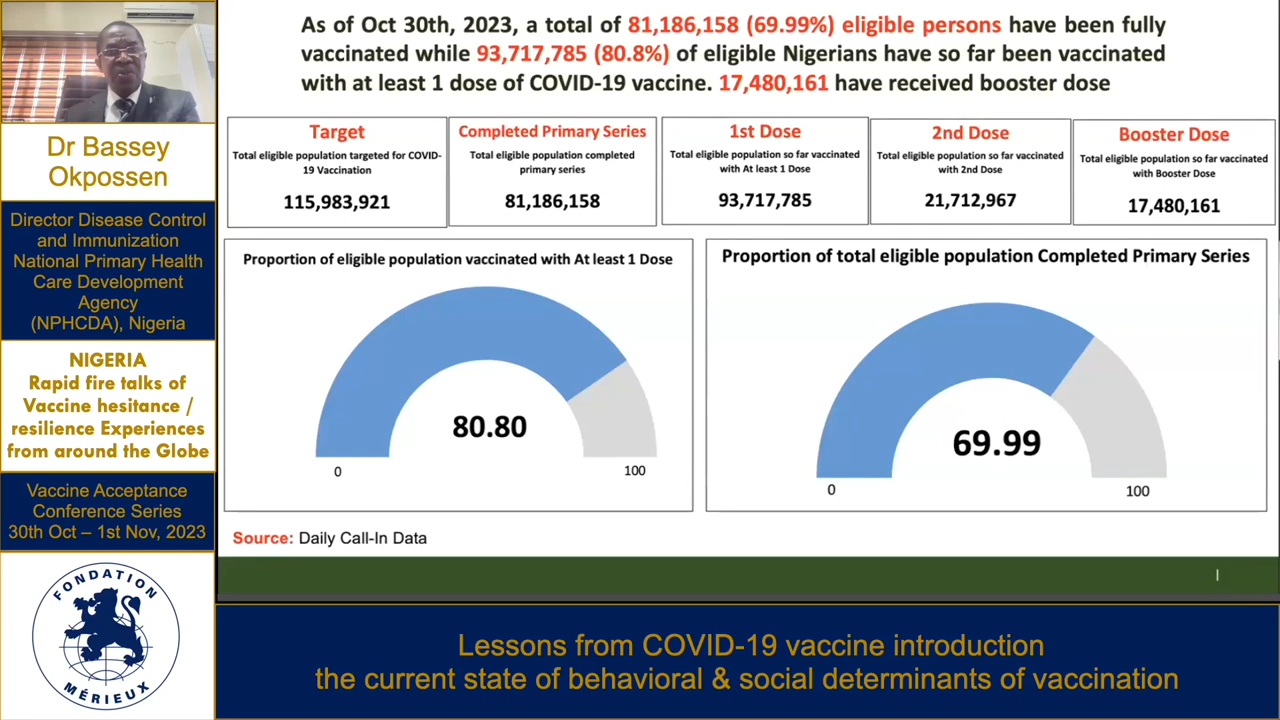 As of Oct 30th, 2023, a total of 81,186,158 (69.99%) eligible persons have been fully
vaccinated while 93,717,785 (80.8%) of eligible Nigerians have so far been vaccinated
with at least 1 dose of COVID-19 vaccine. 17,480,161 have received booster dose
Target
Total eligible population targeted for COVID-
19 Vaccination
115,983,921
Completed Primary Series
Total eligible population completed
primary series
81,186,158
1st Dose
Total eligible population so far vaccinated
with At least 1 Dose
93,717,785
2nd Dose
Total eligible population so far vaccinated
with 2nd Dose
21,712,967
Booster Dose
Total eligible population so far vaccinated
with Booster Dose
17,480,161
Proportion of eligible population vaccinated with At least 1 Dose
80.80
0
100
Proportion of total eligible population Completed Primary Series
69.99
0
100
Source: Daily Call-In Data
Dr Bassey
Okpossen
Director Disease Control
and Immunization
National Primary Health
Care Development
Agency
(NPHCDA), Nigeria
NIGERIA
Rapid fire talks of
Vaccine hesitance /
resilience Experiences
from around the Globe
Vaccine Acceptance
Conference Series
30th Oct – 1st Nov, 2023
FONDATION
MÉRIEUX
Lessons from COVID-19 vaccine introduction
the current state of behavioral & social determinants of vaccination